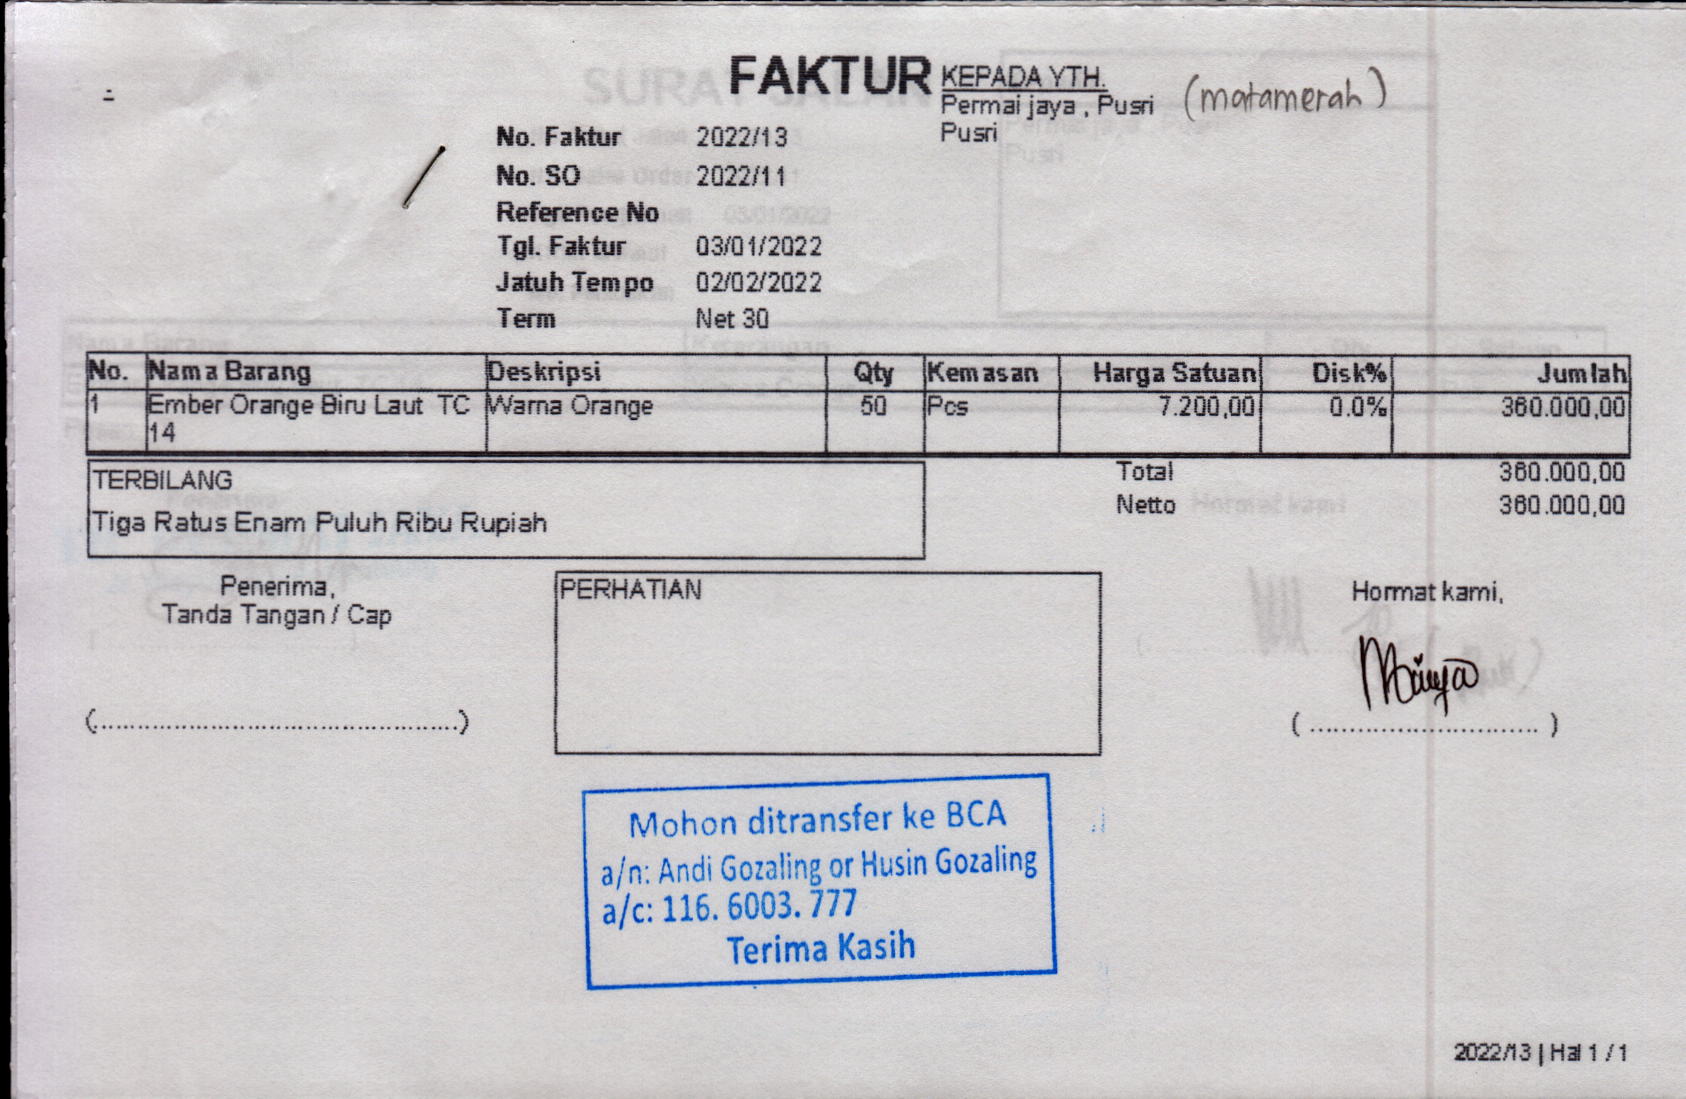 FAKTUR
KEPADA YTH.
Permai jaya , Pusri (matamerah)
Pusri
No. Faktur 2022/13
No. SO 2022/11
Reference No
Tgl. Faktur 03/01/2022
Jatuh Tempo 02/02/2022
Term Net 30
No. Nama Barang Deskripsi Qty Kemasan Harga Satuan Disk% Jumlah
1 Ember Orange Biru Laut TC Warna Orange 50 Pcs 7.200,00 0.0% 360.000,00
14
Total 360.000,00
Netto 360.000,00
TERBILANG
Tiga Ratus Enam Puluh Ribu Rupiah
Penerima,
Tanda Tangan / Cap
PERHATIAN
Hormat kami,
(...............................................)
( ............................. )
Mohon ditransfer ke BCA
a/n: Andi Gozaling or Husin Gozaling
a/c: 116. 6003. 777
Terima Kasih
2022/13 | Hal 1 / 1